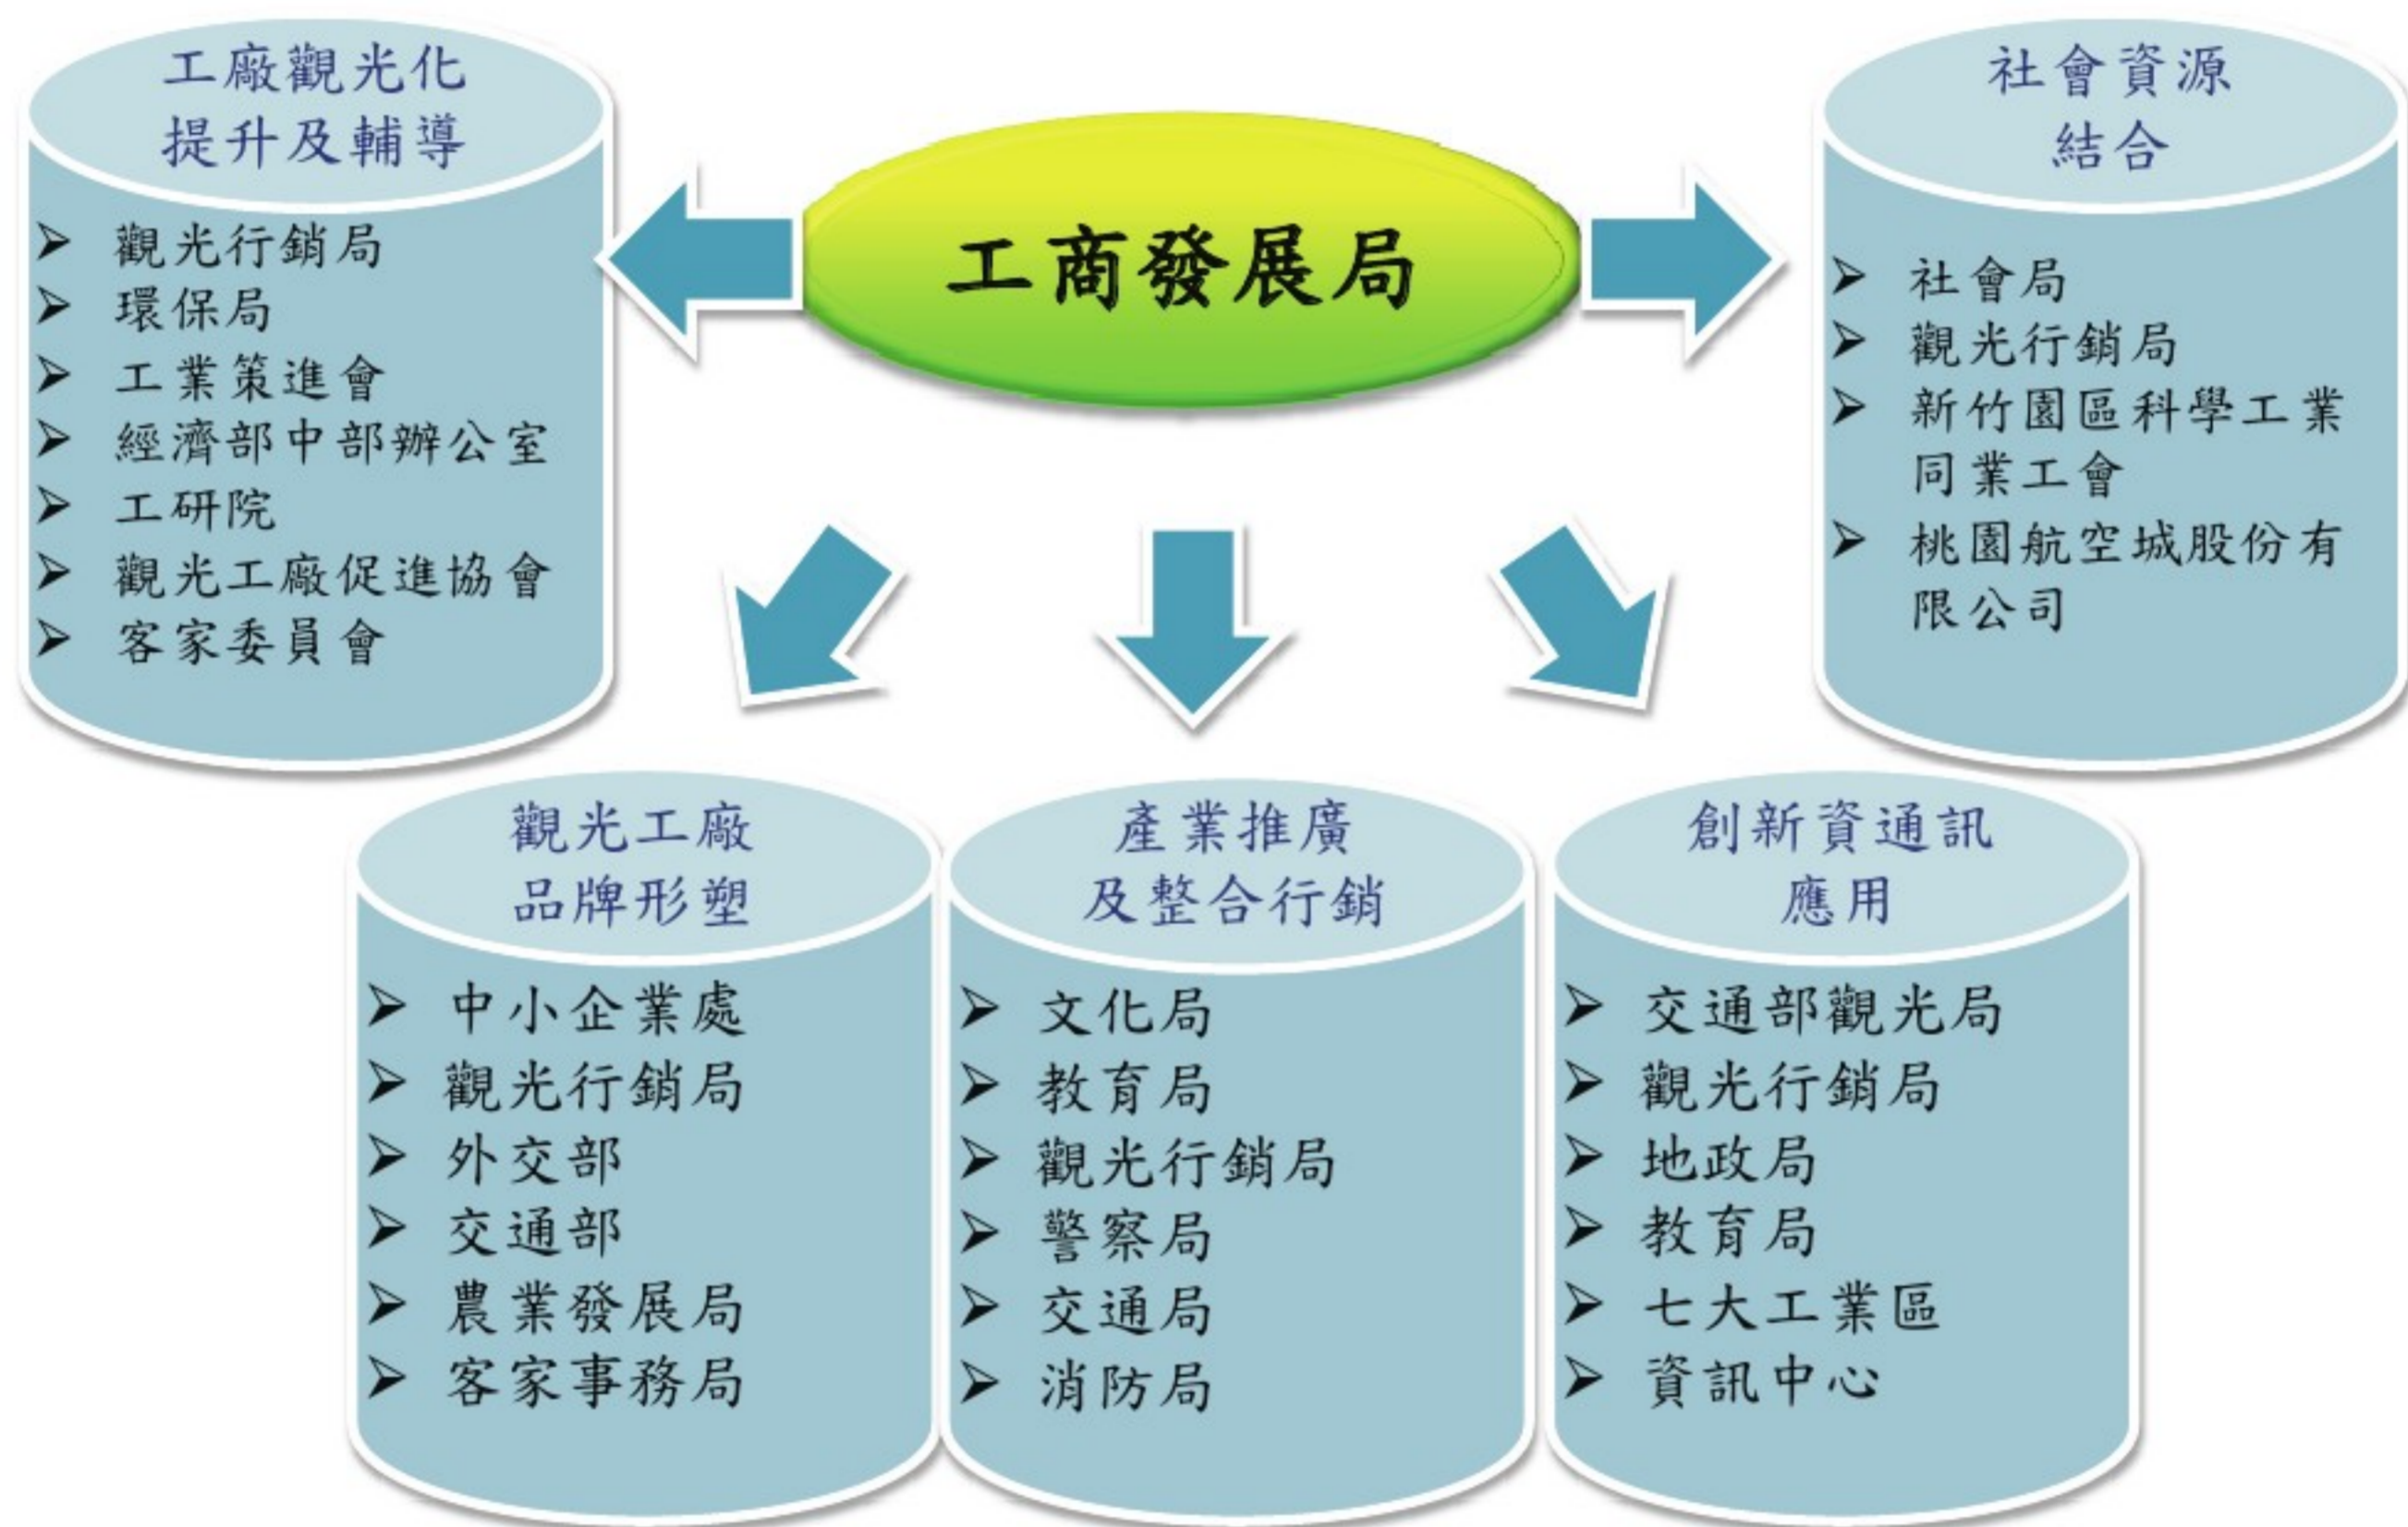 工商發展局
工廠觀光化
提升及輔導
➢ 觀光行銷局
➢ 環保局
➢ 工業策進會
➢ 經濟部中部辦公室
➢ 工研院
➢ 觀光工廠促進協會
➢ 客家委員會
觀光工廠
品牌形塑
➢ 中小企業處
➢ 觀光行銷局
➢ 外交部
➢ 交通部
➢ 農業發展局
➢ 客家事務局
產業推廣
及整合行銷
➢ 文化局
➢ 教育局
➢ 觀光行銷局
➢ 警察局
➢ 交通局
➢ 消防局
創新資通訊
應用
➢ 交通部觀光局
➢ 觀光行銷局
➢ 地政局
➢ 教育局
➢ 七大工業區
➢ 資訊中心
社會資源
結合
➢ 社會局
➢ 觀光行銷局
➢ 新竹園區科學工業
同業工會
➢ 桃園航空城股份有
限公司